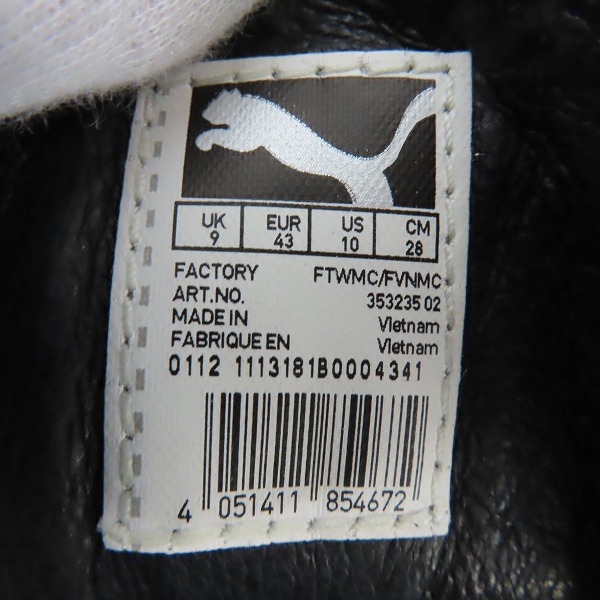 UK EUR US CM
9 43 10 28
FACTORY FTWMC/FVNMC
ART.NO. 353235 02
MADE IN Vietnam
FABRIQUE EN Vietnam
0112 1113181B0004341
4 051411 854672